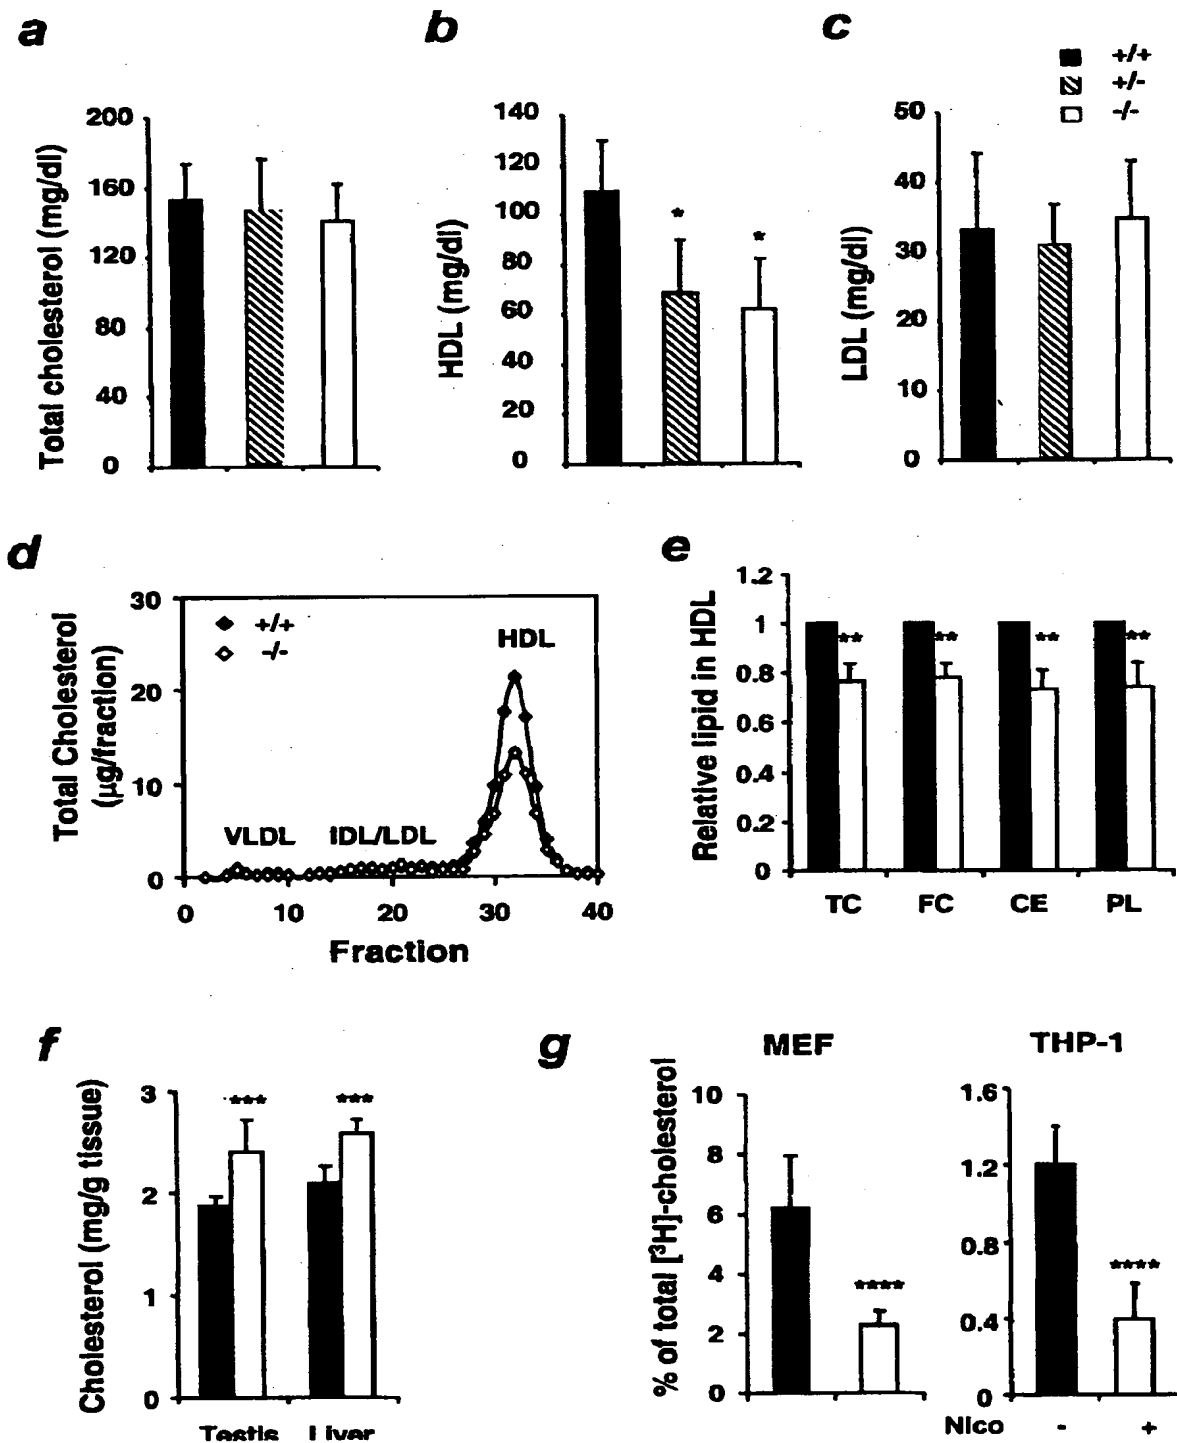 a
b
c
+/+
+/-
-/-
Total cholesterol (mg/dl)
200
160
120
80
40
0
HDL (mg/dl)
140
120
100
80
60
40
20
0
*
*
LDL (mg/dl)
50
40
30
20
10
0
d
Total Cholesterol
(µg/fraction)
30
20
10
0
+/+
-/-
HDL
VLDL
IDL/LDL
0
10
20
30
40
Fraction
e
Relative lipid in HDL
1.2
1
0.8
0.6
0.4
0.2
0
**
**
**
**
TC
FC
CE
PL
f
Cholesterol (mg/g tissue)
3
2
1
0
***
***
Testis
Liver
g
MEF
THP-1
% of total [³H]-cholesterol
10
8
6
4
2
0
****
1.6
1.2
0.8
0.4
0
****
Nico
-
+